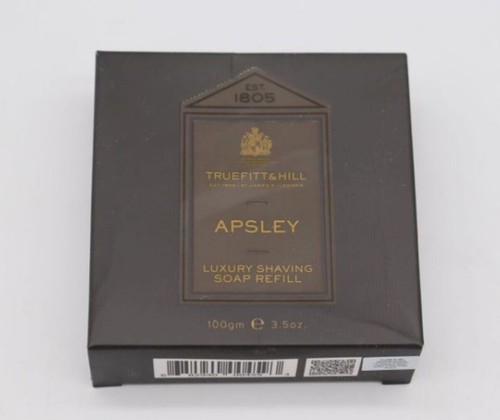 EST.
1805
TRUEFITT&HILL
APSLEY
LUXURY SHAVING
SOAP REFILL
100gm ℮ 3.5oz.